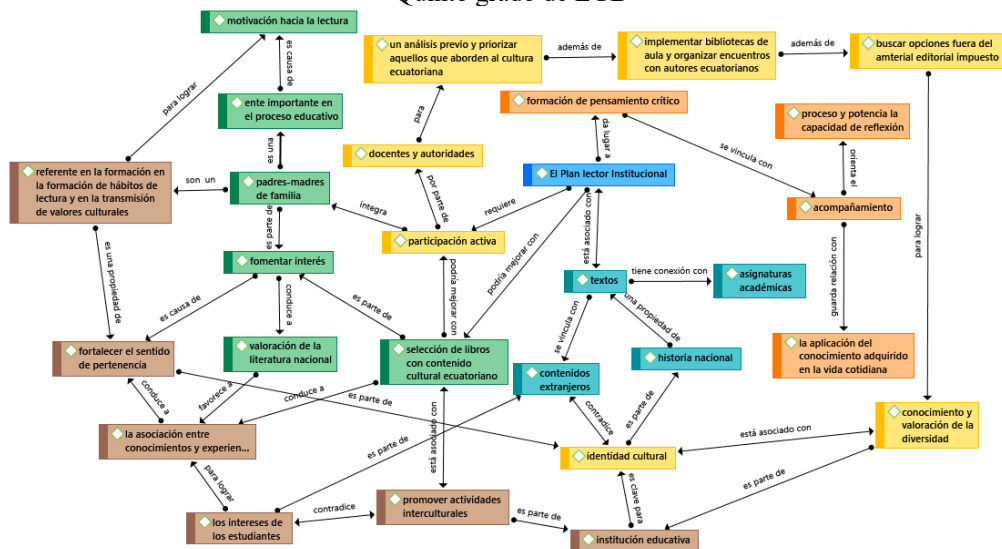 Quinto grado de EGB
motivación hacia la lectura
un análisis previo y priorizar
aquellos que aborden al cultura
ecuatoriana
además de
implementar bibliotecas de
aula y organizar encuentros
con autores ecuatorianos
además de
buscar opciones fuera del
amterial editorial impuesto
es causa de
para lograr
ente importante en
el proceso educativo
para
formación de pensamiento crítico
proceso y potencia la
capacidad de reflexión
da lugar a
se vincula con
orienta el
es una
docentes y autoridades
referente en la formación en
la formación de hábitos de
lectura y en la transmisión
de valores culturales
son un
padres-madres
de familia
por parte de
El Plan lector Institucional
acompañamiento
integra
requiere
es parte de
participación activa
está asociado con
para lograr
fomentar interés
podría mejorar con
textos
tiene conexión con
asignaturas
académicas
es una propiedad de
es causa de
conduce a
es parte de
podría mejorar con
se vincula con
una propiedad de
guarda relación con
fortalecer el sentido
de pertenencia
valoración de la
literatura nacional
selección de libros
con contenido
cultural ecuatoriano
historia nacional
la aplicación del
conocimiento adquirido
en la vida cotidiana
contenidos
extranjeros
conduce a
favorece a
conduce a
es parte de
contradice
es parte de
conocimiento y
valoración de la
diversidad
la asociación entre
conocimientos y experien...
es parte de
está asociado con
identidad cultural
está asociado con
para lograr
es clave para
es parte de
los intereses de
los estudiantes
contradice
promover actividades
interculturales
es parte de
institución educativa